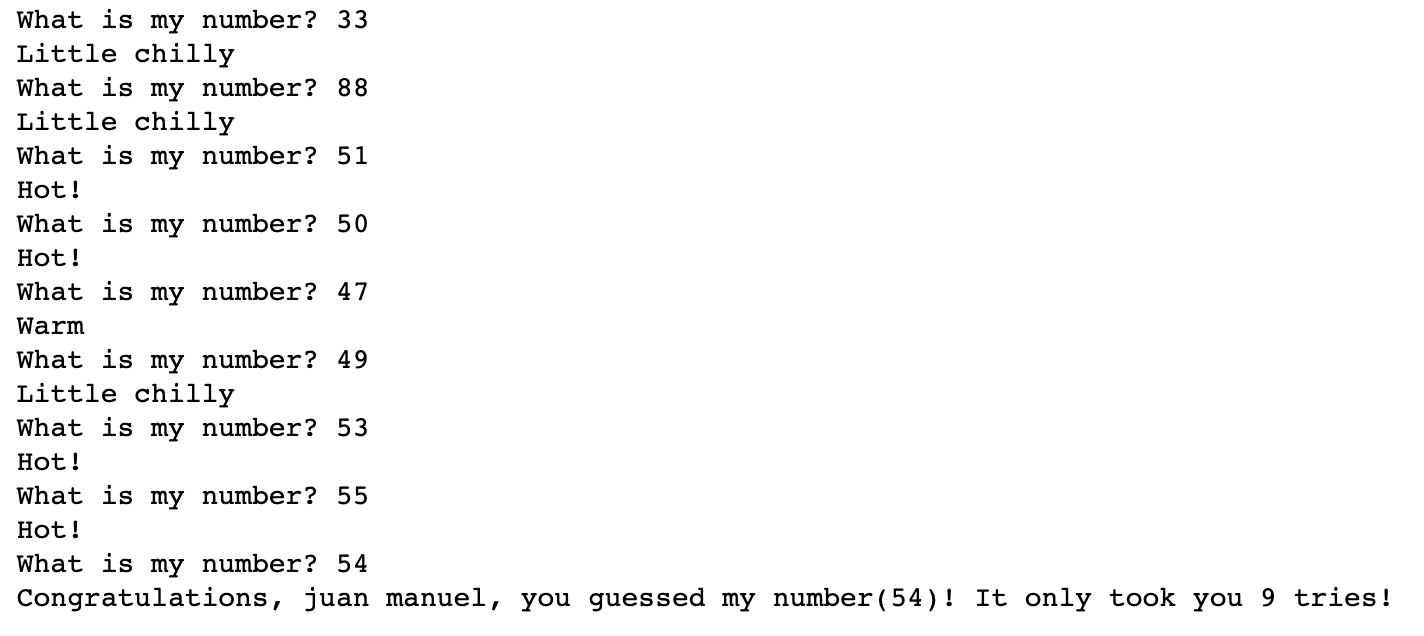 What is my number? 33
Little chilly
What is my number? 88
Little chilly
What is my number? 51
Hot!
What is my number? 50
Hot!
What is my number? 47
Warm
What is my number? 49
Little chilly
What is my number? 53
Hot!
What is my number? 55
Hot!
What is my number? 54
Congratulations, juan manuel, you guessed my number(54)! It only took you 9 tries!